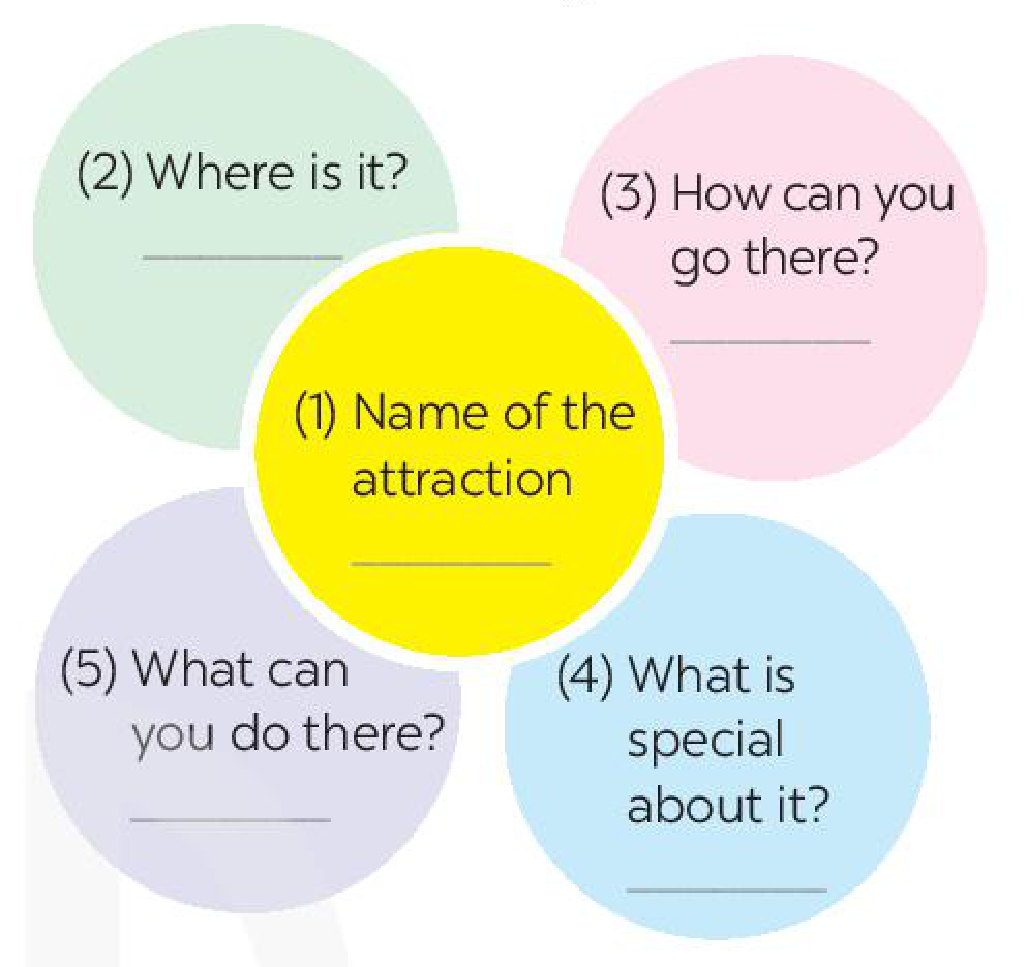 (2) Where is it?
(3) How can you
go there?
(1) Name of the
attraction
(5) What can
you do there?
(4) What is
special
about it?